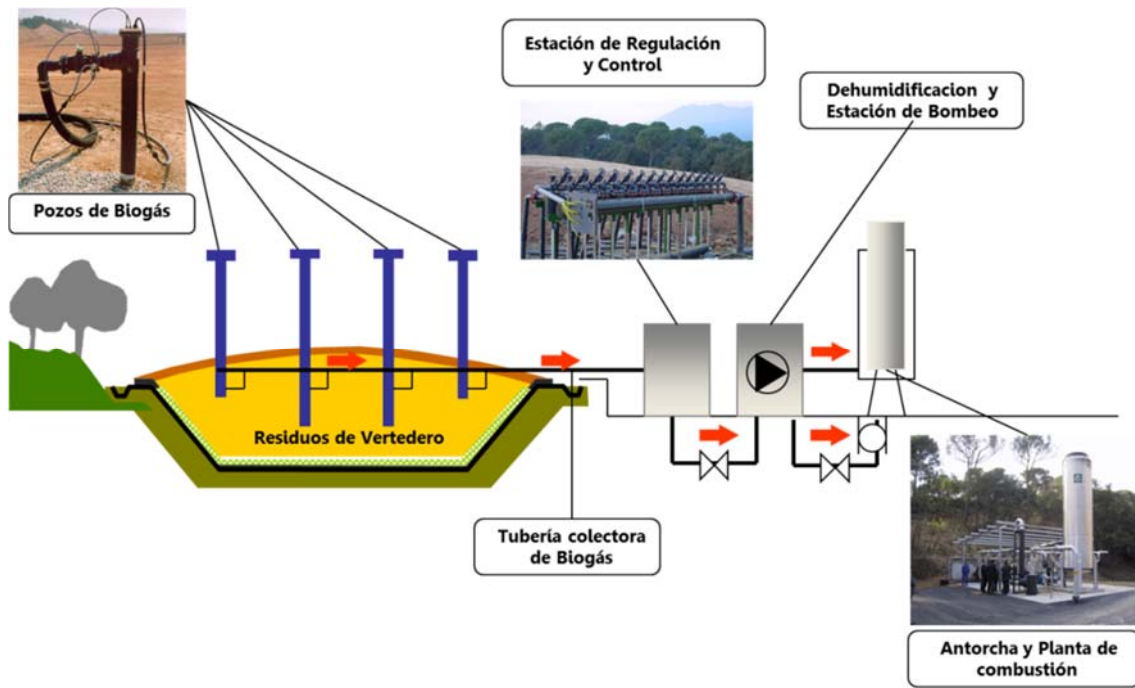 Estación de Regulación
y Control
Dehumidificacion y
Estación de Bombeo
Pozos de Biogás
Residuos de Vertedero
Tubería colectora
de Biogás
Antorcha y Planta de
combustión